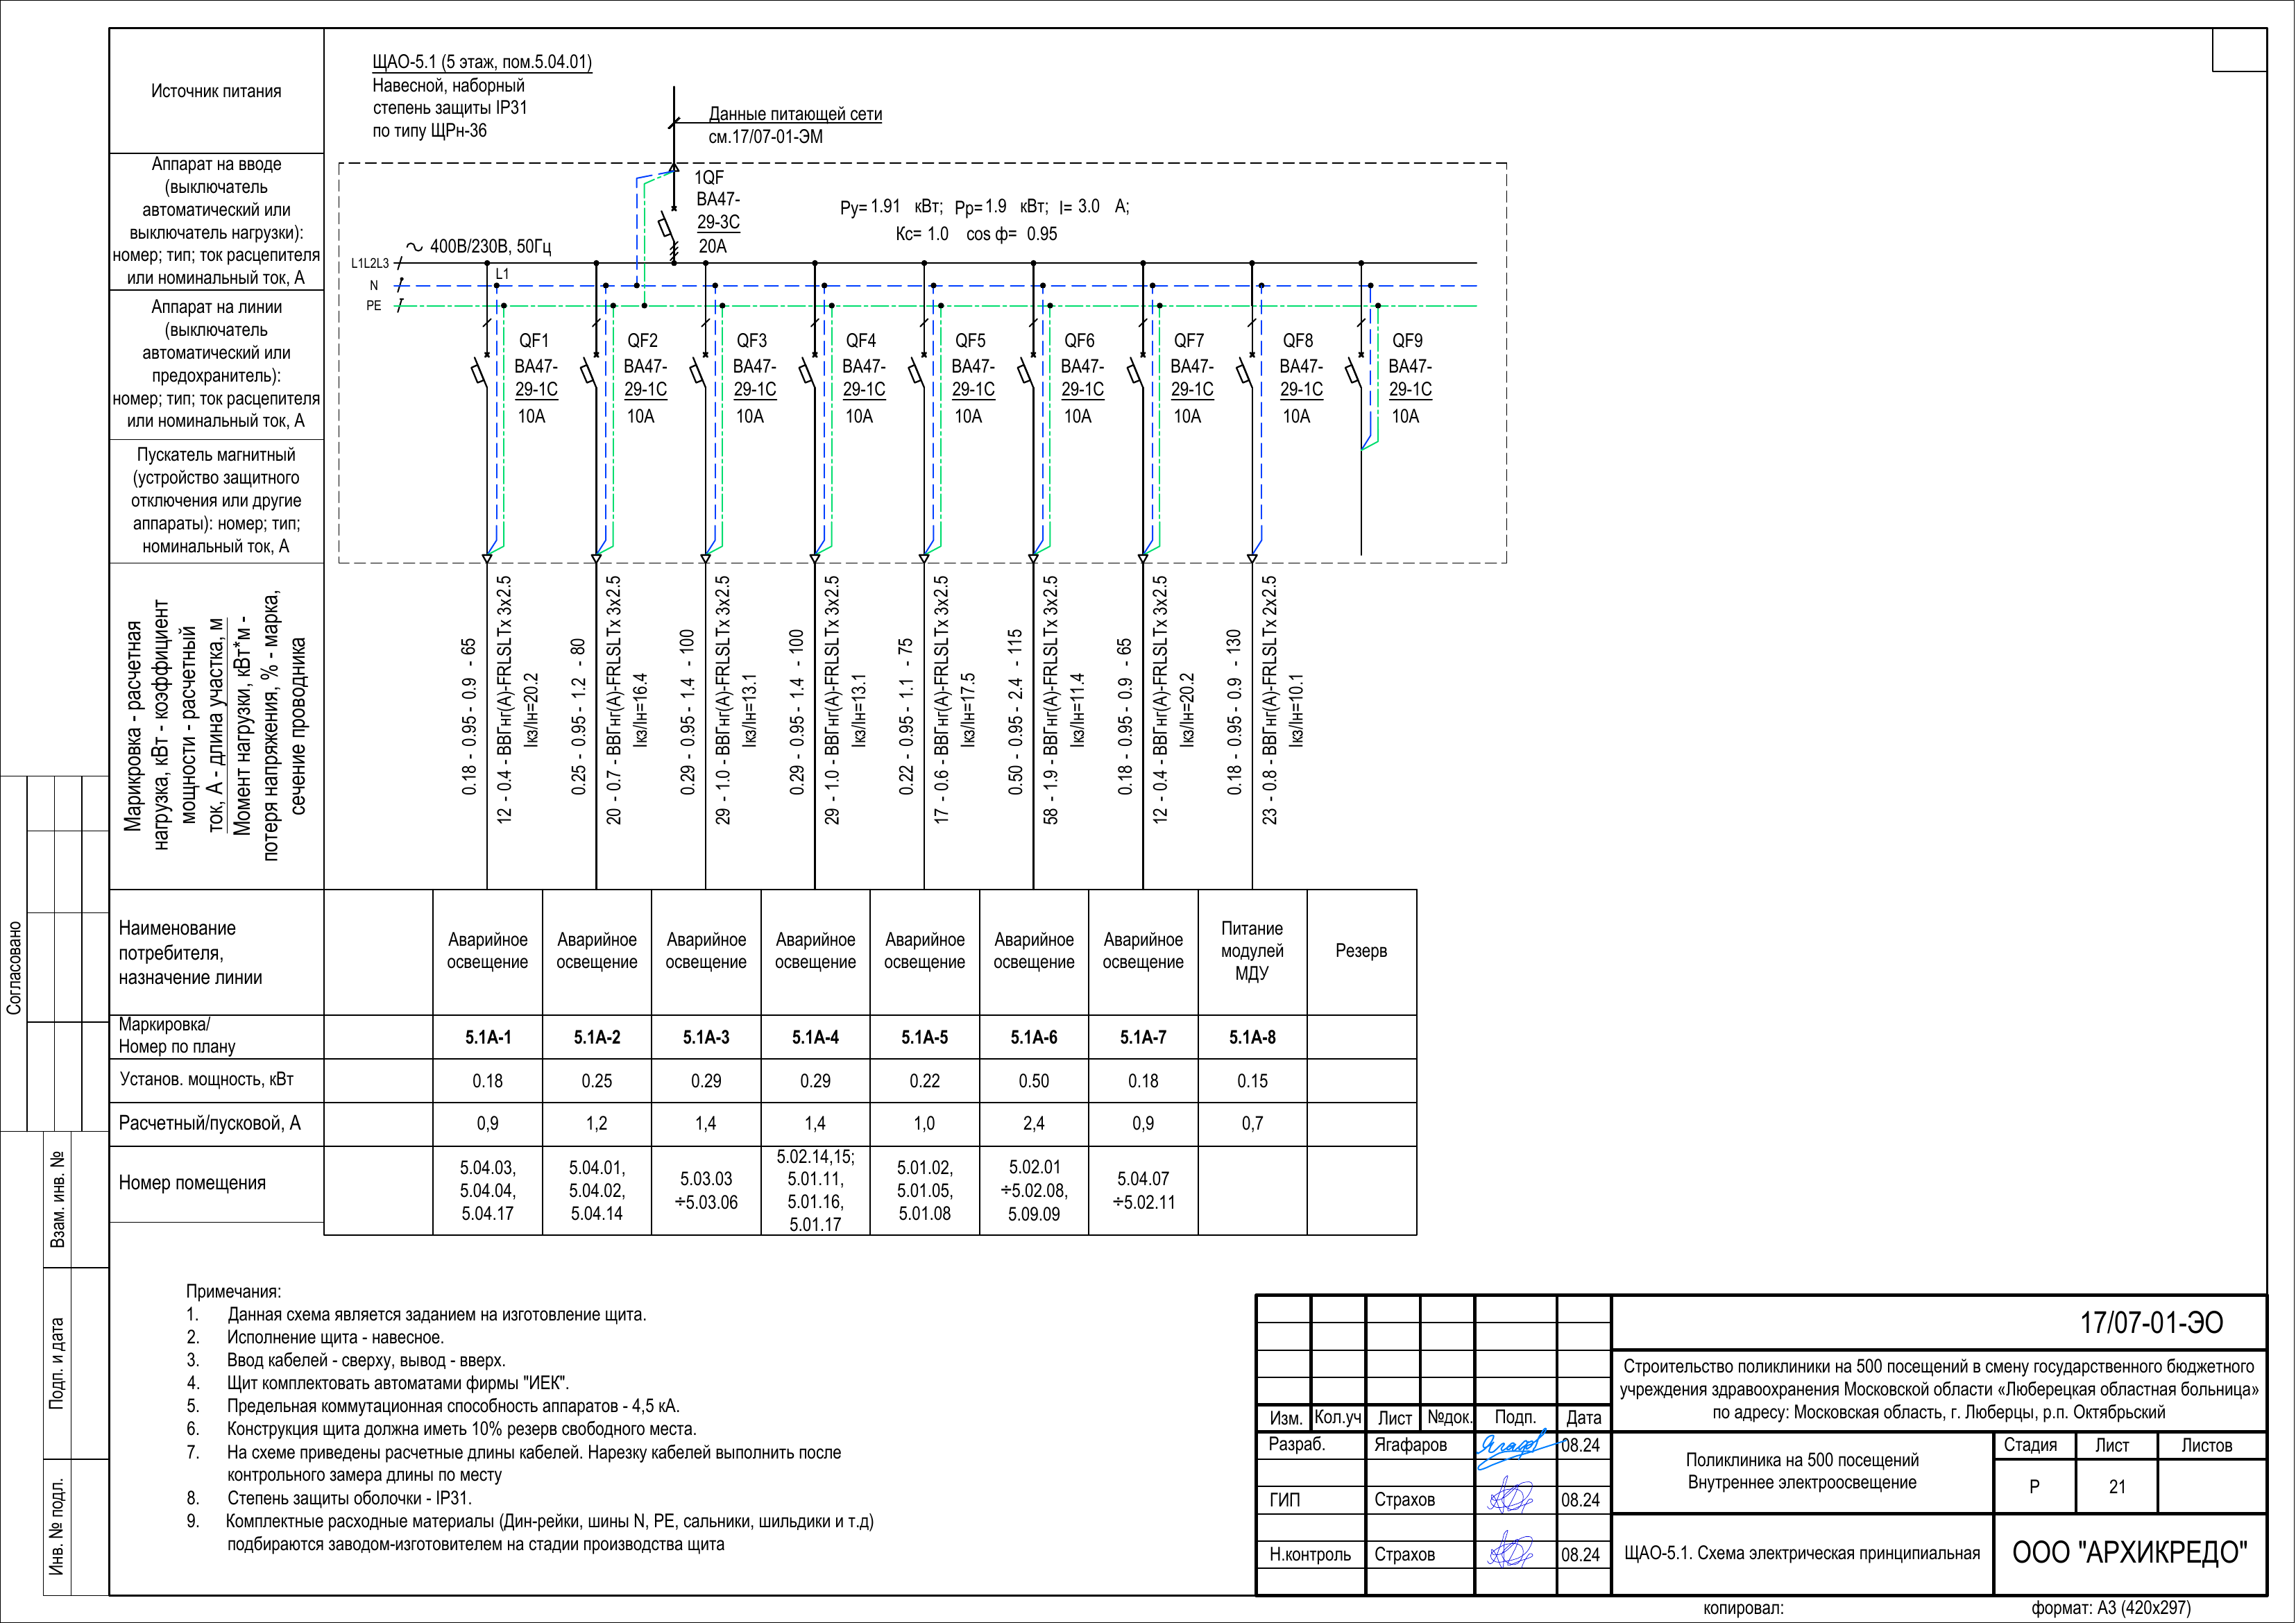 ЩАО-5.1 (5 этаж, пом.5.04.01)
Навесной, наборный
степень защиты IP31
по типу ЩРн-36
Данные питающей сети
см.17/07-01-ЭМ
Источник питания
Аппарат на вводе
(выключатель
автоматический или
выключатель нагрузки):
номер; тип; ток расцепителя
или номинальный ток, А
1QF
ВА47-
29-3С
20А
Ру= 1.91 кВт; Рр= 1.9 кВт; I= 3.0 А;
Кс= 1.0 cos ф= 0.95
~ 400В/230В, 50Гц
L1L2L3
L1
N
PE
Аппарат на линии
(выключатель
автоматический или
предохранитель):
номер; тип; ток расцепителя
или номинальный ток, А
QF1 QF2 QF3 QF4 QF5 QF6 QF7 QF8 QF9
ВА47- ВА47- ВА47- ВА47- ВА47- ВА47- ВА47- ВА47- ВА47-
29-1С 29-1С 29-1С 29-1С 29-1С 29-1С 29-1С 29-1С 29-1С
10А 10А 10А 10А 10А 10А 10А 10А 10А
Пускатель магнитный
(устройство защитного
отключения или другие
аппараты): номер; тип;
номинальный ток, А
Марикровка - расчетная
нагрузка, кВт - коэффициент
мощности - расчетный
ток, А - длина участка, м
Момент нагрузки, кВт*м -
потеря напряжения, % - марка,
сечение проводника
0.18 - 0.95 - 0.9 - 65
12 - 0.4 - ВВГнг(А)-FRLSLTx 3x2.5
Iкз/Iн=20.2
0.25 - 0.95 - 1.2 - 80
20 - 0.7 - ВВГнг(А)-FRLSLTx 3x2.5
Iкз/Iн=16.4
0.29 - 0.95 - 1.4 - 100
29 - 1.0 - ВВГнг(А)-FRLSLTx 3x2.5
Iкз/Iн=13.1
0.29 - 0.95 - 1.4 - 100
29 - 1.0 - ВВГнг(А)-FRLSLTx 3x2.5
Iкз/Iн=13.1
0.22 - 0.95 - 1.1 - 75
17 - 0.6 - ВВГнг(А)-FRLSLTx 3x2.5
Iкз/Iн=17.5
0.50 - 0.95 - 2.4 - 115
58 - 1.9 - ВВГнг(А)-FRLSLTx 3x2.5
Iкз/Iн=11.4
0.18 - 0.95 - 0.9 - 65
12 - 0.4 - ВВГнг(А)-FRLSLTx 3x2.5
Iкз/Iн=20.2
0.18 - 0.95 - 0.9 - 130
23 - 0.8 - ВВГнг(А)-FRLSLTx 2x2.5
Iкз/Iн=10.1
Наименование
потребителя,
назначение линии
Аварийное
освещение
Аварийное
освещение
Аварийное
освещение
Аварийное
освещение
Аварийное
освещение
Аварийное
освещение
Аварийное
освещение
Питание
модулей
МДУ
Резерв
Маркировка/
Номер по плану
5.1А-1 5.1А-2 5.1А-3 5.1А-4 5.1А-5 5.1А-6 5.1А-7 5.1А-8
Установ. мощность, кВт 0.18 0.25 0.29 0.29 0.22 0.50 0.18 0.15
Расчетный/пусковой, А 0,9 1,2 1,4 1,4 1,0 2,4 0,9 0,7
Номер помещения
5.04.03,
5.04.04,
5.04.17
5.04.01,
5.04.02,
5.04.14
5.03.03
÷5.03.06
5.02.14,15;
5.01.11,
5.01.16,
5.01.17
5.01.02,
5.01.05,
5.01.08
5.02.01
÷5.02.08,
5.09.09
5.04.07
÷5.02.11
Примечания:
1. Данная схема является заданием на изготовление щита.
2. Исполнение щита - навесное.
3. Ввод кабелей - сверху, вывод - вверх.
4. Щит комплектовать автоматами фирмы "ИЕК".
5. Предельная коммутационная способность аппаратов - 4,5 кА.
6. Конструкция щита должна иметь 10% резерв свободного места.
7. На схеме приведены расчетные длины кабелей. Нарезку кабелей выполнить после
контрольного замера длины по месту
8. Степень защиты оболочки - IP31.
9. Комплектные расходные материалы (Дин-рейки, шины N, PE, сальники, шильдики и т.д)
подбираются заводом-изготовителем на стадии производства щита
Согласовано
Взам. инв. №
Подп. и дата
Инв. № подл.
17/07-01-ЭО
Строительство поликлиники на 500 посещений в смену государственного бюджетного
учреждения здравоохранения Московской области «Люберецкая областная больница»
по адресу: Московская область, г. Люберцы, р.п. Октябрьский
Изм. Кол.уч Лист №док. Подп. Дата
Разраб. Ягафаров Ягафаров 08.24
ГИП Страхов 08.24
Н.контроль Страхов 08.24
Поликлиника на 500 посещений
Внутреннее электроосвещение
Стадия Лист Листов
Р 21
ЩАО-5.1. Схема электрическая принципиальная
ООО "АРХИКРЕДО"
копировал:
формат: А3 (420x297)